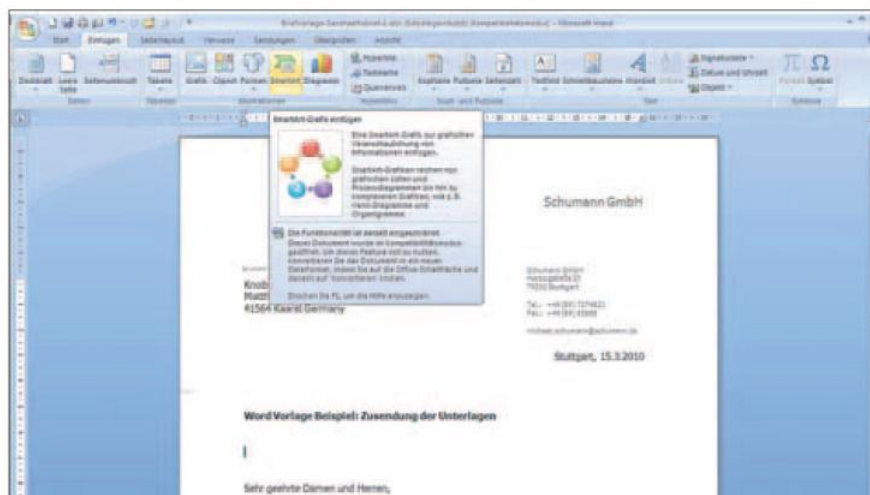 Start Einfügen Seitenlayout Verweise Sendungen Überprüfen Ansicht
Deckblatt Leere Seite Seitenumbruch Tabelle Grafik ClipArt Formen SmartArt Diagramm Hyperlink Textmarke Querverweis Kopfzeile Fußzeile Seitenzahl Textfeld Schnellbausteine WordArt Signaturzeile Datum und Uhrzeit Objekt Formel Symbol
Seiten Tabellen Illustrationen Hyperlinks Kopf- und Fußzeile Text Symbole
SmartArt-Grafik einfügen
Eine SmartArt-Grafik zur grafischen
Veranschaulichung von
Informationen einfügen.
SmartArt-Grafiken reichen von
grafischen Listen und
Prozessdiagrammen bis hin zu
komplexeren Grafiken, wie z. B.
Venn-Diagramme und
Organigramme.
Die Funktionalität ist derzeit eingeschränkt
Dieses Dokument wurde im Kompatibilitätsmodus
geöffnet. Um dieses Feature voll zu nutzen,
konvertieren Sie das Dokument in ein neues
Dateiformat, indem Sie auf die Office-Schaltfläche und
danach auf 'Konvertieren' klicken.
Drücken Sie F1, um die Hilfe anzuzeigen.
Schumann GmbH
Schumann GmbH
Stuttgart
41564 Kaarst Germany
michael.schumann@schumann.de
Stuttgart, 15.3.2010
Word Vorlage Beispiel: Zusendung der Unterlagen
Sehr geehrte Damen und Herren,